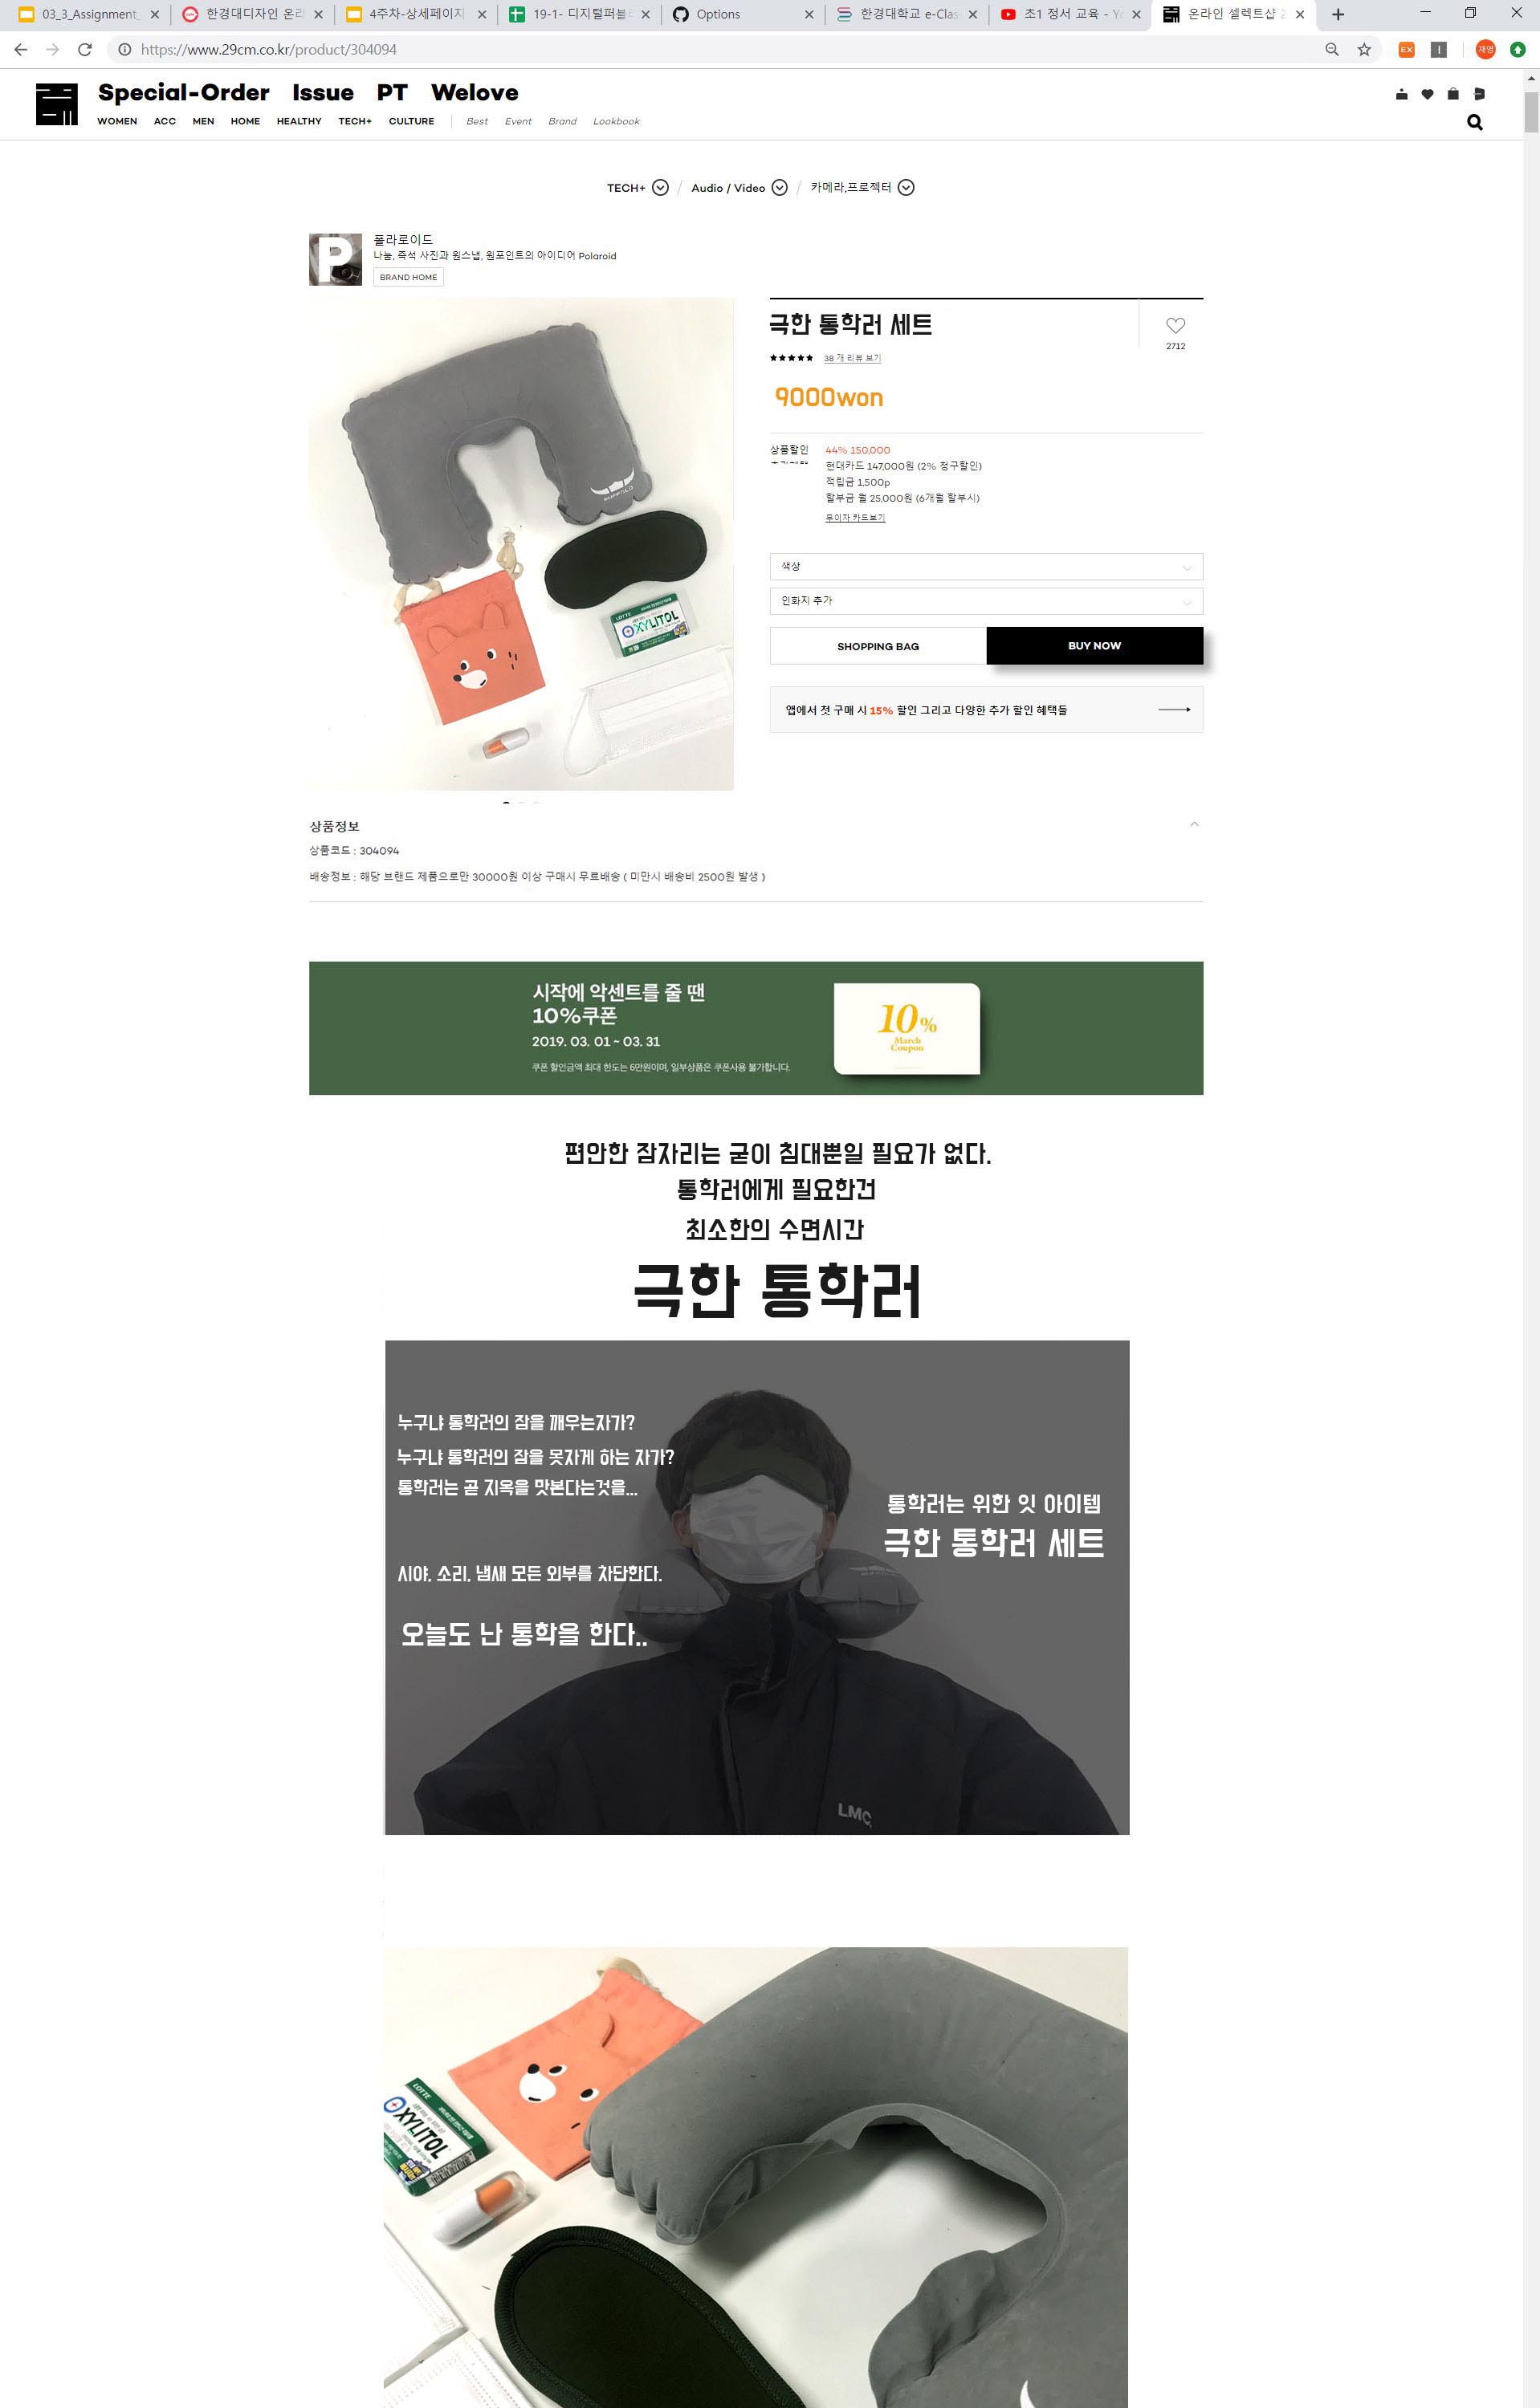 03_3_Assignment_
한경대디자인 온라
4주차-상세페이지
19-1- 디지털퍼블리
Options
한경대학교 e-Clas
초1 정서 교육 - Yo
온라인 셀렉트샵 2
https://www.29cm.co.kr/product/304094
EX
재영
Special-Order Issue PT Welove
WOMEN ACC MEN HOME HEALTHY TECH+ CULTURE Best Event Brand Lookbook
TECH+ / Audio / Video / 카메라,프로젝터
P
폴라로이드
나눔, 즉석 사진과 원스냅, 원포인트의 아이디어 Polaroid
BRAND HOME
극한 통학러 세트
2712
38 개 리뷰 보기
9000won
상품할인 44% 150,000
현대카드 147,000원 (2% 청구할인)
적립금 1,500p
할부금 월 25,000원 (6개월 할부시)
무이자 카드보기
색상
인화지 추가
SHOPPING BAG
BUY NOW
앱에서 첫 구매 시 15% 할인 그리고 다양한 추가 할인 혜택들
BUFFALO
LOTTE
XYLITOL
상품정보
상품코드 : 304094
배송정보 : 해당 브랜드 제품으로만 30000원 이상 구매시 무료배송 ( 미만시 배송비 2500원 발생 )
시작에 악센트를 줄 땐
10%쿠폰
2019. 03. 01 ~ 03. 31
쿠폰 할인금액 최대 한도는 6만원이며, 일부상품은 쿠폰사용 불가합니다.
10%
March
Coupon
편안한 잠자리는 굳이 침대뿐일 필요가 없다.
통학러에게 필요한건
최소한의 수면시간
극한 통학러
누구냐 통학러의 잠을 깨우는자가?
누구냐 통학러의 잠을 못자게 하는 자가?
통학러는 곧 지옥을 맛본다는것을...
시야, 소리, 냄새 모든 외부를 차단한다.
오늘도 난 통학을 한다..
통학러는 위한 잇 아이템
극한 통학러 세트
LMC
LOTTE
XYLITOL